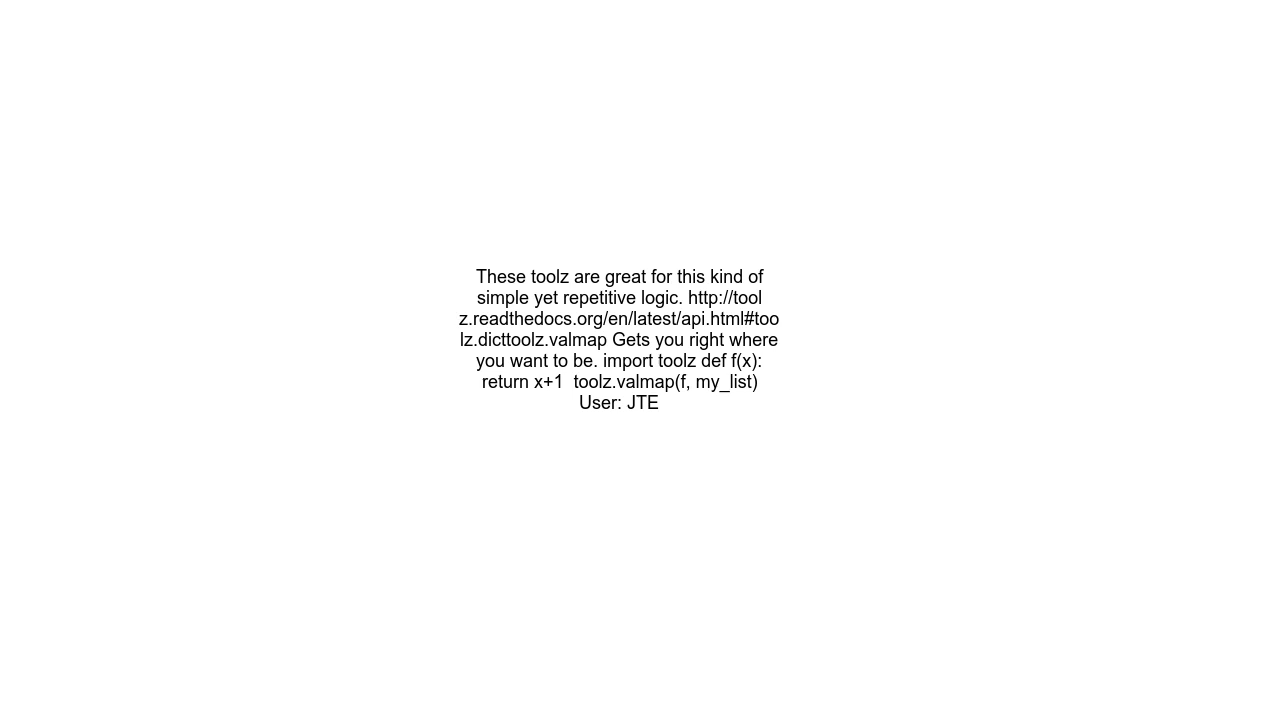 These toolz are great for this kind of
simple yet repetitive logic. http://tool
z.readthedocs.org/en/latest/api.html#too
lz.dicttoolz.valmap Gets you right where
you want to be. import toolz def f(x):
return x+1  toolz.valmap(f, my_list)
User: JTE